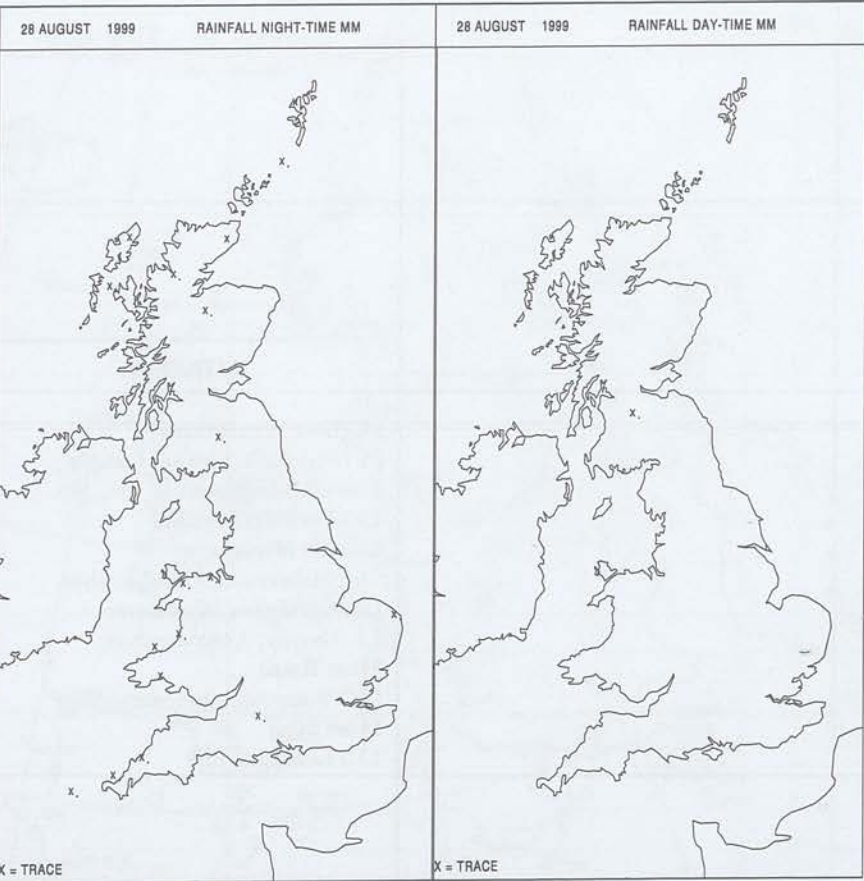 28 AUGUST 1999 RAINFALL NIGHT-TIME MM
28 AUGUST 1999 RAINFALL DAY-TIME MM
X = TRACE
X = TRACE